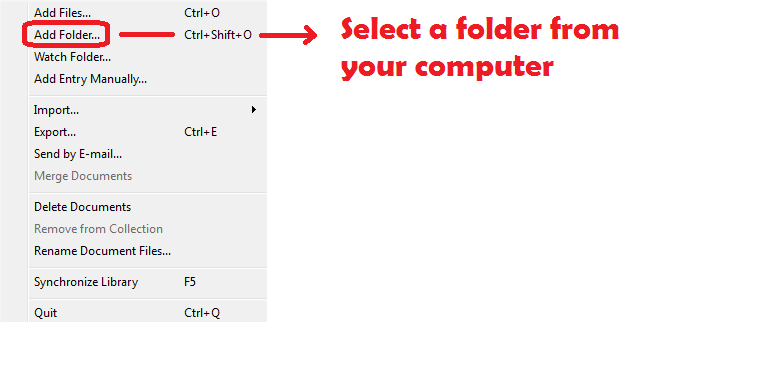 Add Files... Ctrl+O
Add Folder... Ctrl+Shift+O Select a folder from
your computer
Watch Folder...
Add Entry Manually...
Import...
Export... Ctrl+E
Send by E-mail...
Merge Documents
Delete Documents
Remove from Collection
Rename Document Files...
Synchronize Library F5
Quit Ctrl+Q